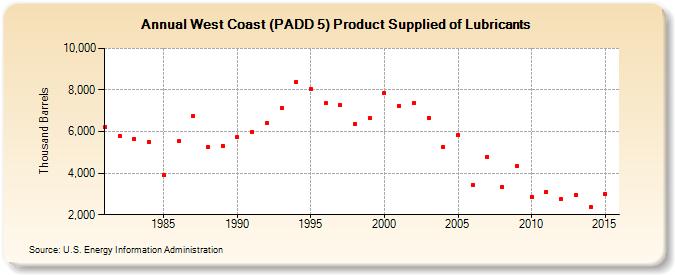 Annual West Coast (PADD 5) Product Supplied of Lubricants
Thousand Barrels
10,000
8,000
6,000
4,000
2,000
1985 1990 1995 2000 2005 2010 2015
Source: U.S. Energy Information Administration